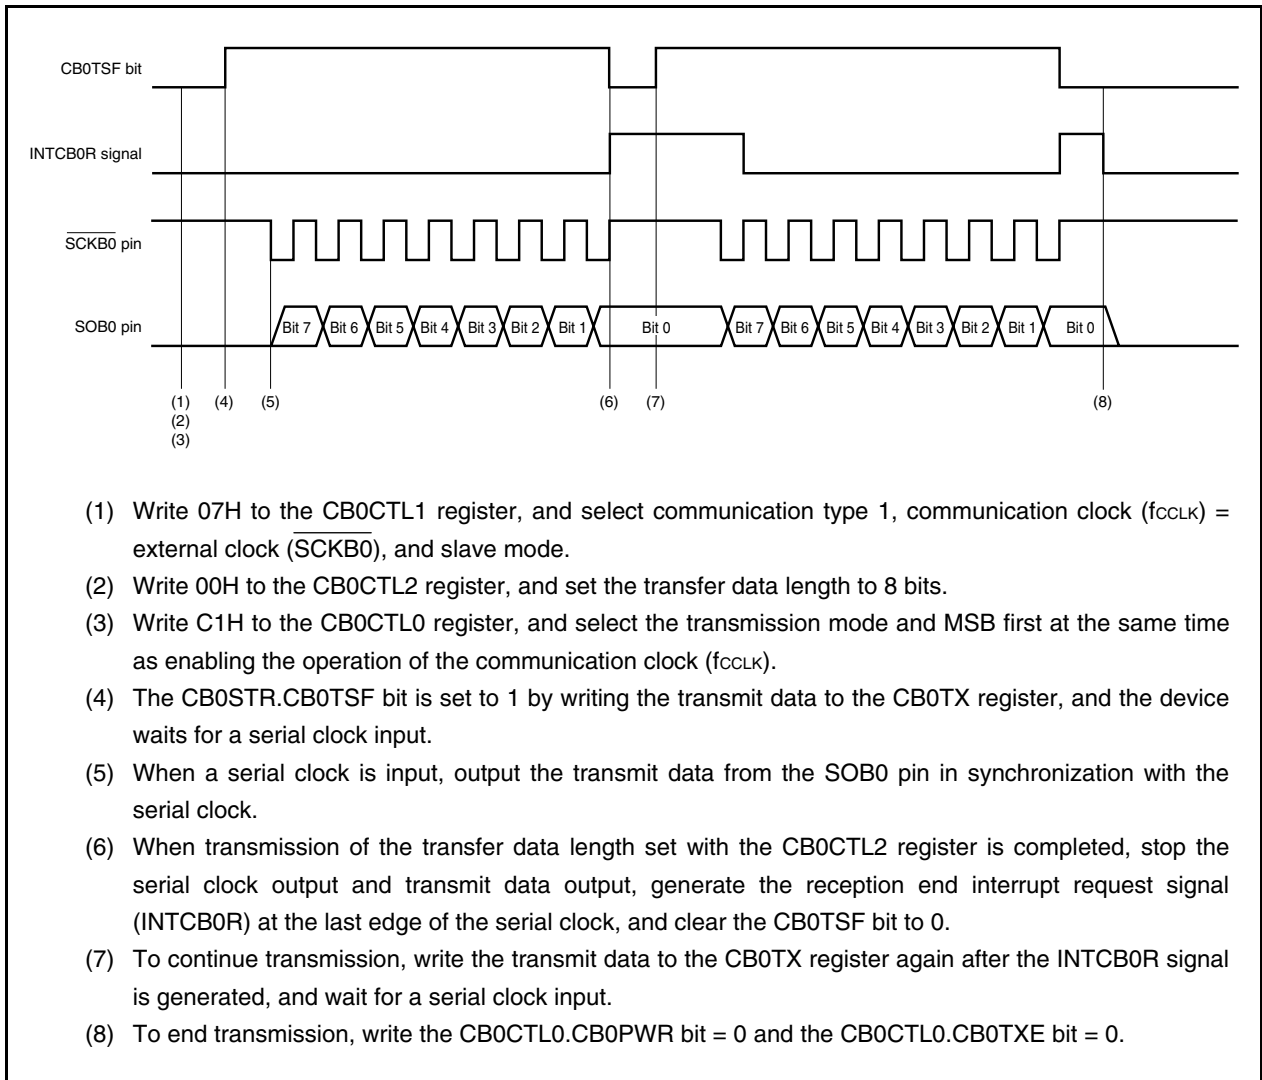 CB0TSF bit
INTCB0R signal
SCKB0 pin
SOB0 pin
Bit 7 Bit 6 Bit 5 Bit 4 Bit 3 Bit 2 Bit 1 Bit 0 Bit 7 Bit 6 Bit 5 Bit 4 Bit 3 Bit 2 Bit 1 Bit 0
(1) (4) (5) (6) (7) (8)
(2)
(3)
(1) Write 07H to the CB0CTL1 register, and select communication type 1, communication clock (fCCLK) =
external clock (SCKB0), and slave mode.
(2) Write 00H to the CB0CTL2 register, and set the transfer data length to 8 bits.
(3) Write C1H to the CB0CTL0 register, and select the transmission mode and MSB first at the same time
as enabling the operation of the communication clock (fCCLK).
(4) The CB0STR.CB0TSF bit is set to 1 by writing the transmit data to the CB0TX register, and the device
waits for a serial clock input.
(5) When a serial clock is input, output the transmit data from the SOB0 pin in synchronization with the
serial clock.
(6) When transmission of the transfer data length set with the CB0CTL2 register is completed, stop the
serial clock output and transmit data output, generate the reception end interrupt request signal
(INTCB0R) at the last edge of the serial clock, and clear the CB0TSF bit to 0.
(7) To continue transmission, write the transmit data to the CB0TX register again after the INTCB0R signal
is generated, and wait for a serial clock input.
(8) To end transmission, write the CB0CTL0.CB0PWR bit = 0 and the CB0CTL0.CB0TXE bit = 0.